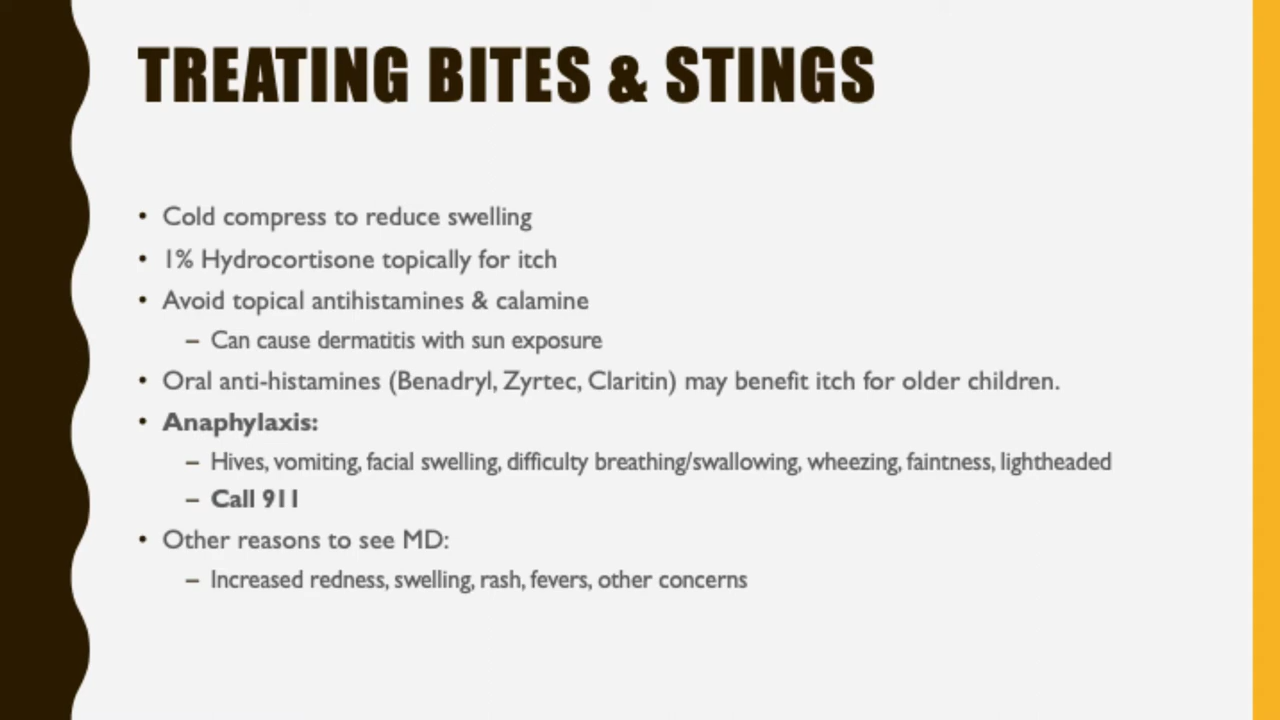 TREATING BITES & STINGS
• Cold compress to reduce swelling
• 1% Hydrocortisone topically for itch
• Avoid topical antihistamines & calamine
– Can cause dermatitis with sun exposure
• Oral anti-histamines (Benadryl, Zyrtec, Claritin) may benefit itch for older children.
• Anaphylaxis:
– Hives, vomiting, facial swelling, difficulty breathing/swallowing, wheezing, faintness, lightheaded
– Call 911
• Other reasons to see MD:
– Increased redness, swelling, rash, fevers, other concerns